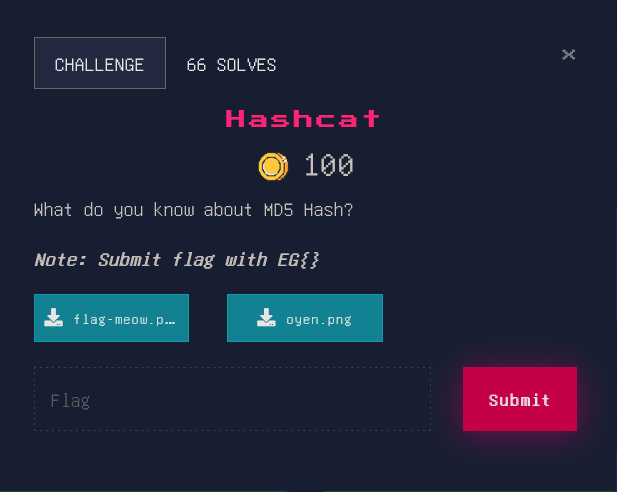 CHALLENGE 66 SOLVES ×
Hashcat
100
What do you know about MD5 Hash?
Note: Submit flag with EG{}
flag-meow.p… oyen.png
Flag Submit